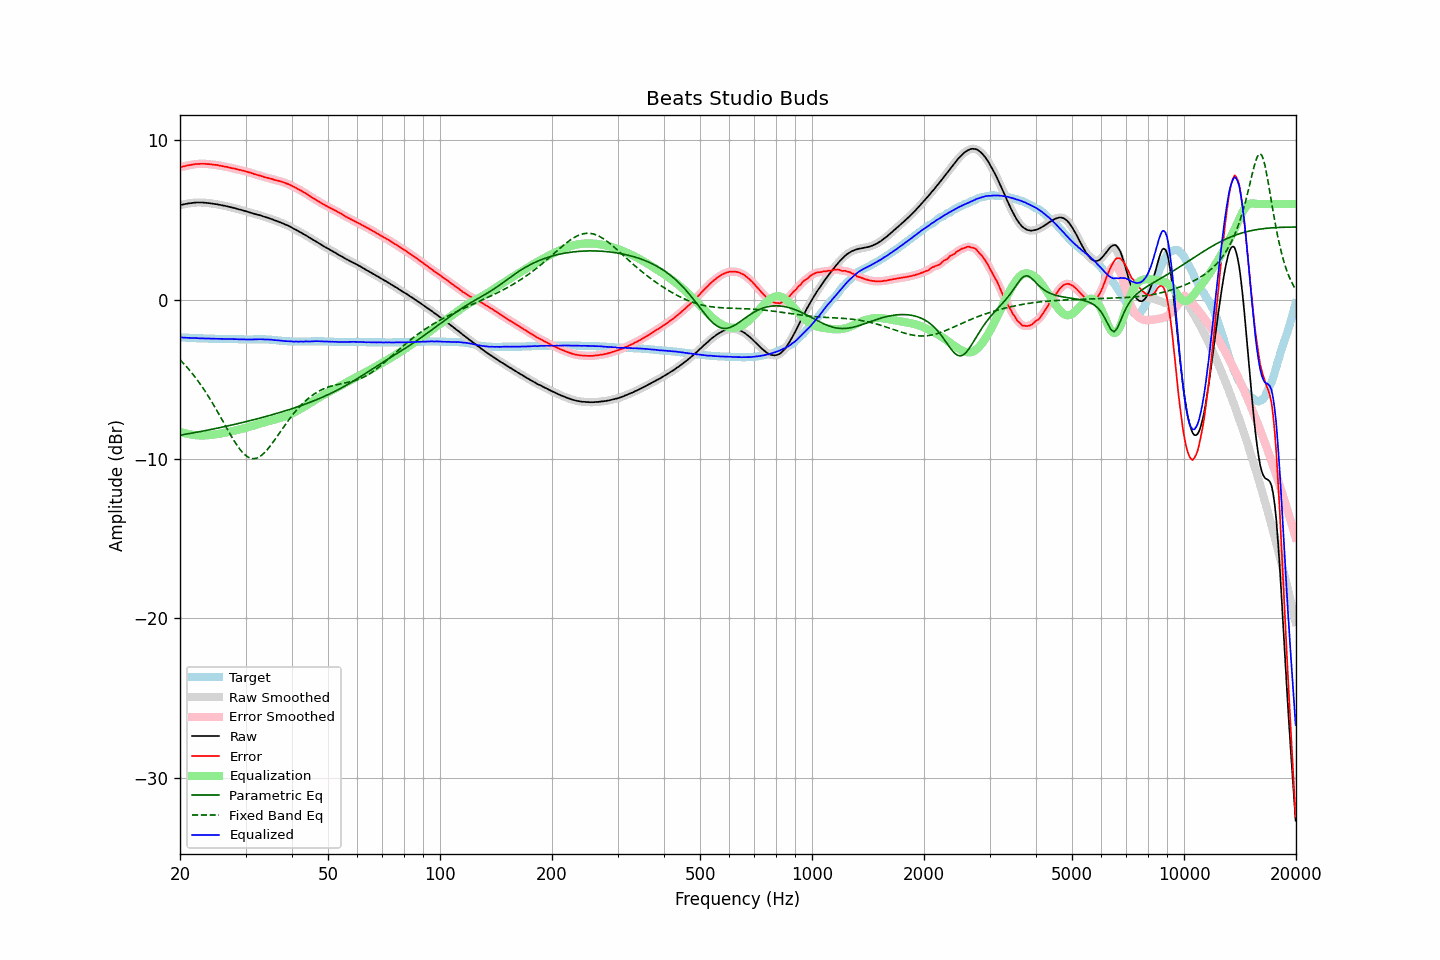 Beats Studio Buds
10
0
−10
−20
−30
Amplitude (dBr)
Target
Raw Smoothed
Error Smoothed
Raw
Error
Equalization
Parametric Eq
Fixed Band Eq
Equalized
20 50 100 200 500 1000 2000 5000 10000 20000
Frequency (Hz)